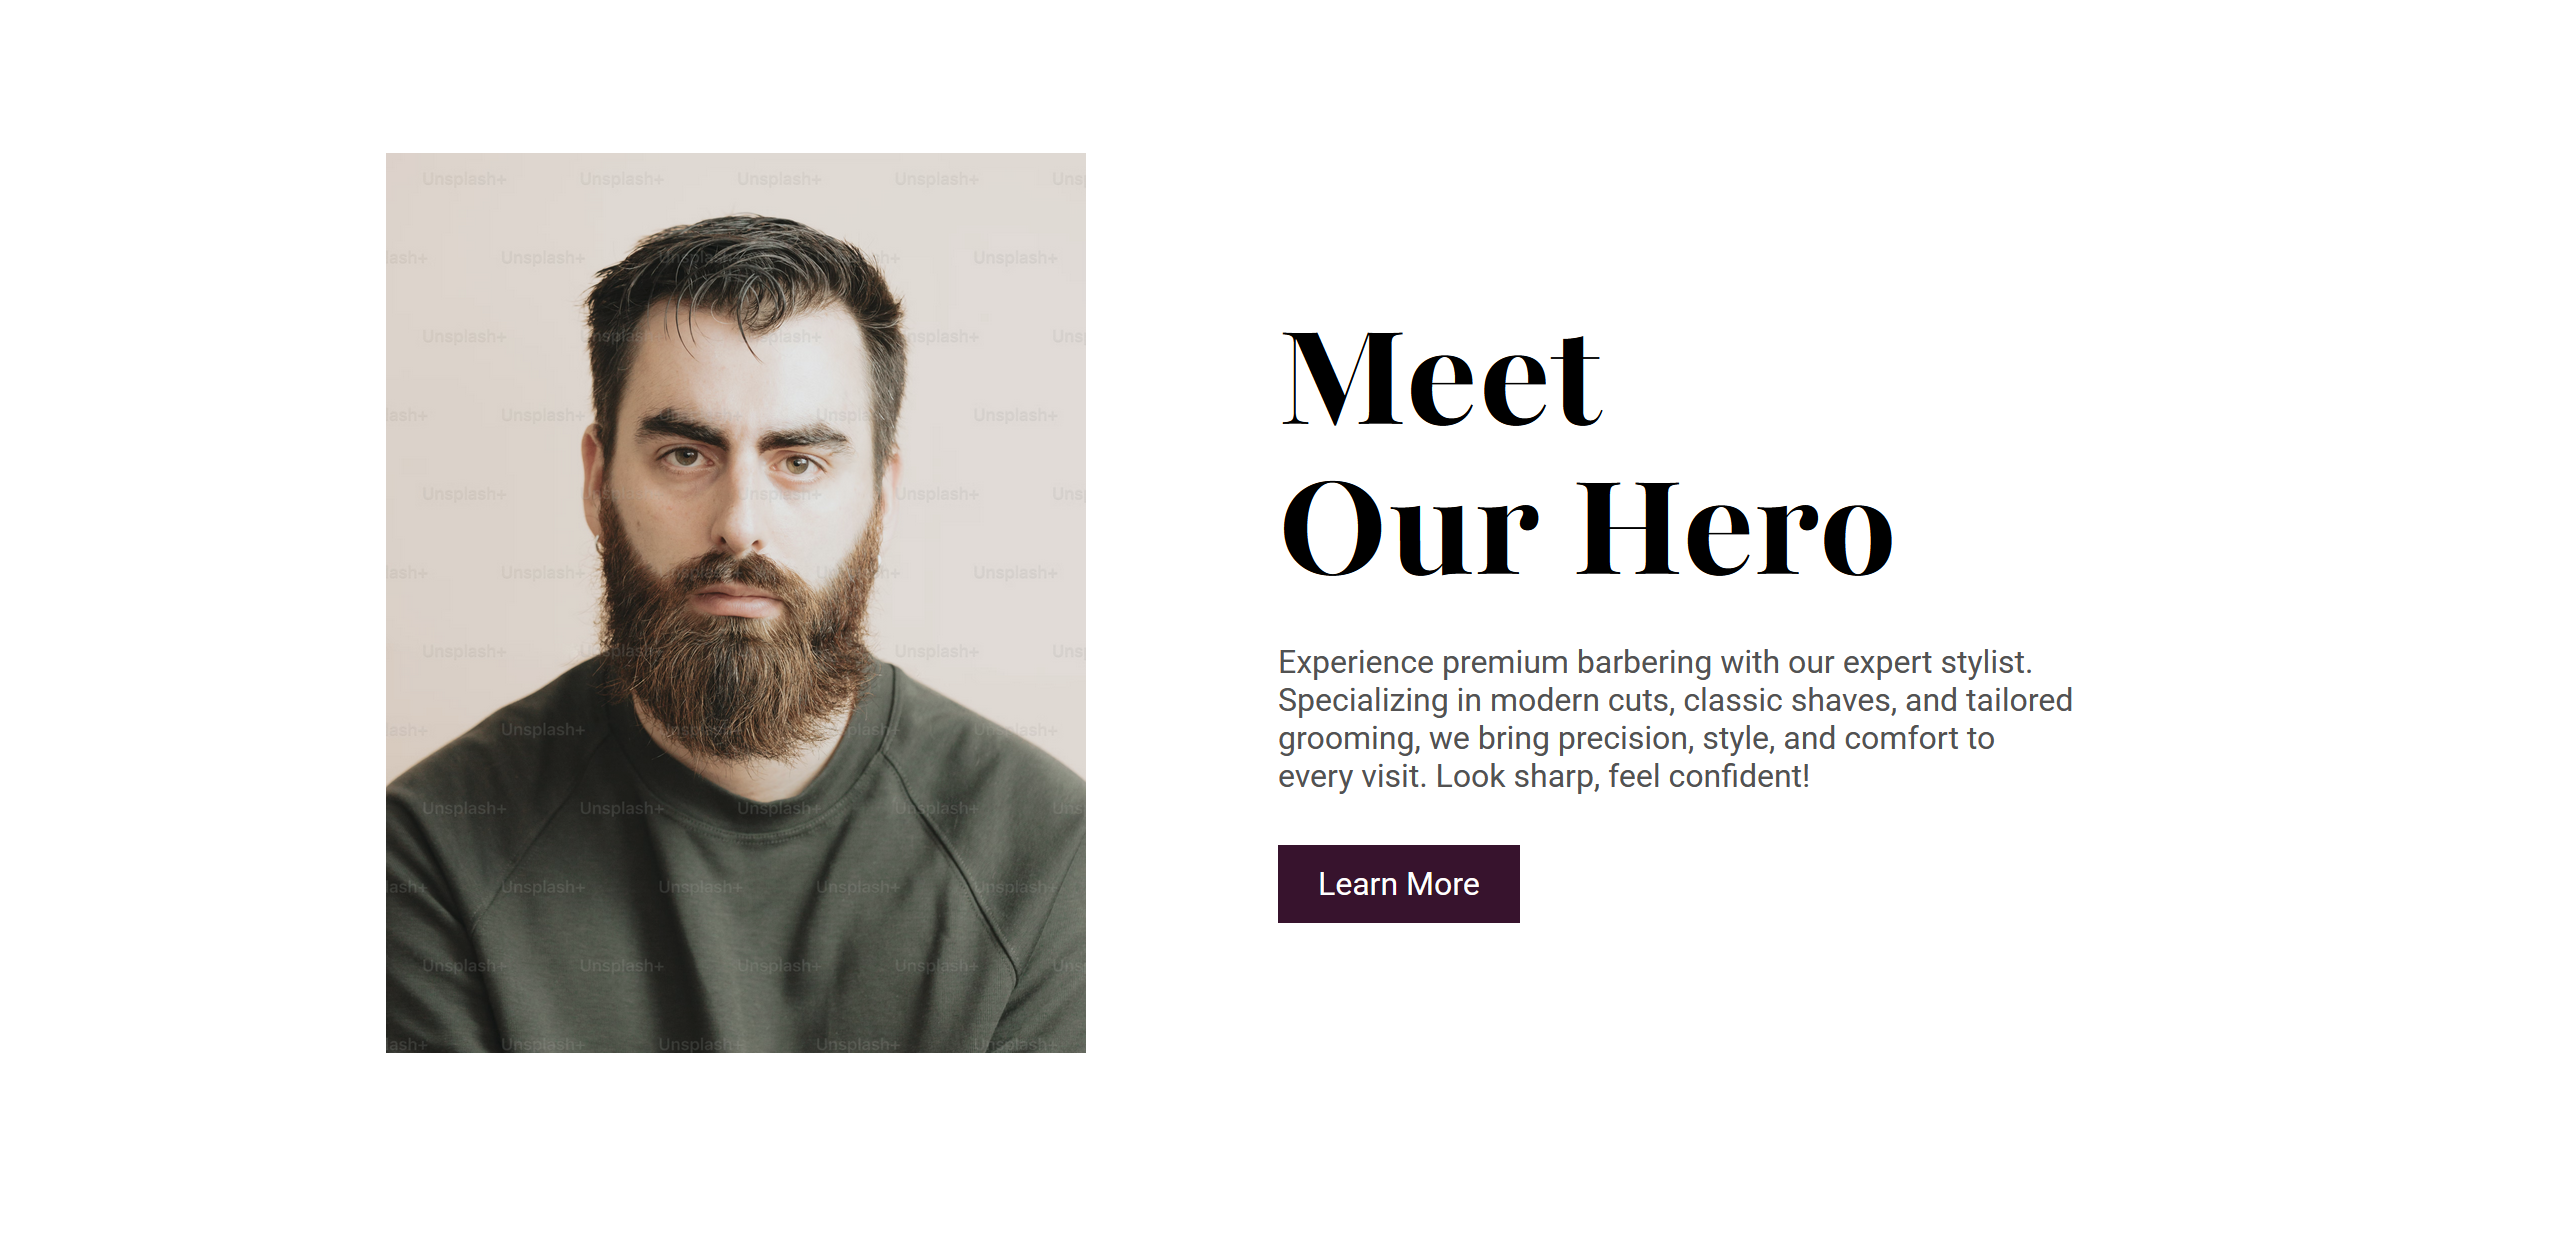 Meet
Our Hero
Experience premium barbering with our expert stylist.
Specializing in modern cuts, classic shaves, and tailored
grooming, we bring precision, style, and comfort to
every visit. Look sharp, feel confident!
Learn More
Unsplash+